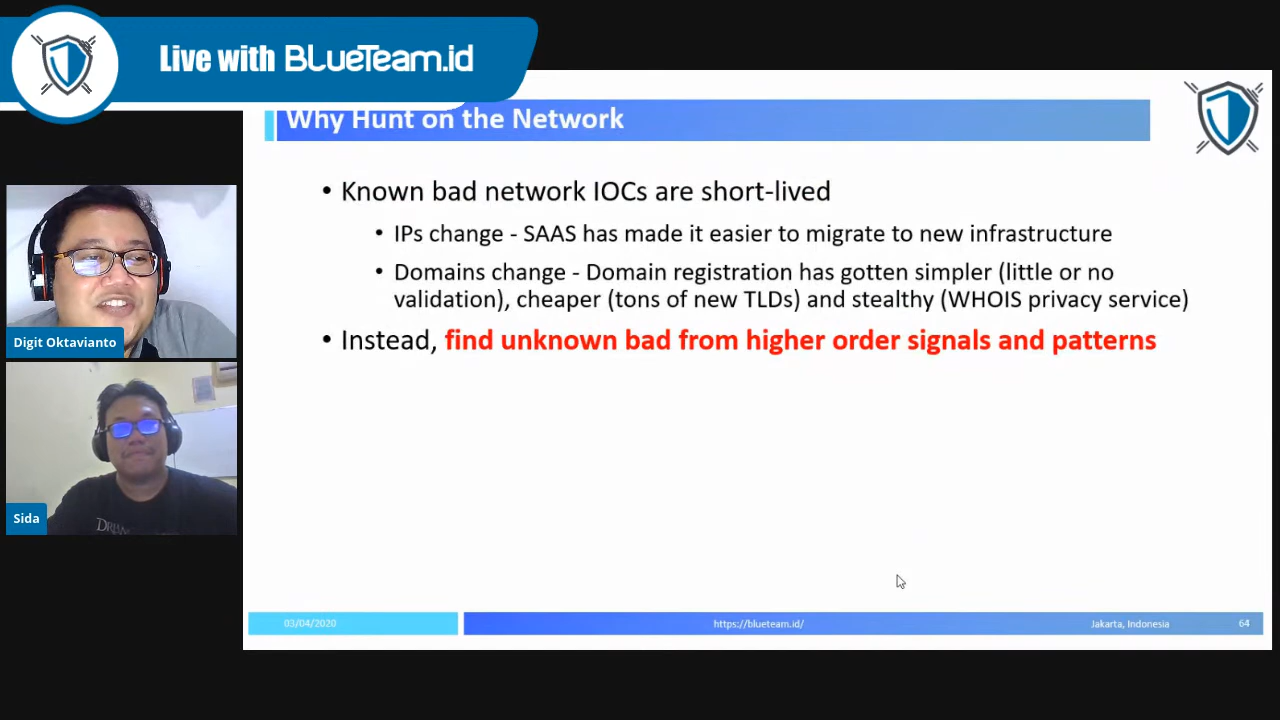 Live with BLueTeam.id
Why Hunt on the Network
• Known bad network IOCs are short-lived
• IPs change - SAAS has made it easier to migrate to new infrastructure
• Domains change - Domain registration has gotten simpler (little or no
validation), cheaper (tons of new TLDs) and stealthy (WHOIS privacy service)
• Instead, find unknown bad from higher order signals and patterns
Digit Oktavianto
Sida
03/04/2020
https://blueteam.id/
Jakarta, Indonesia
64